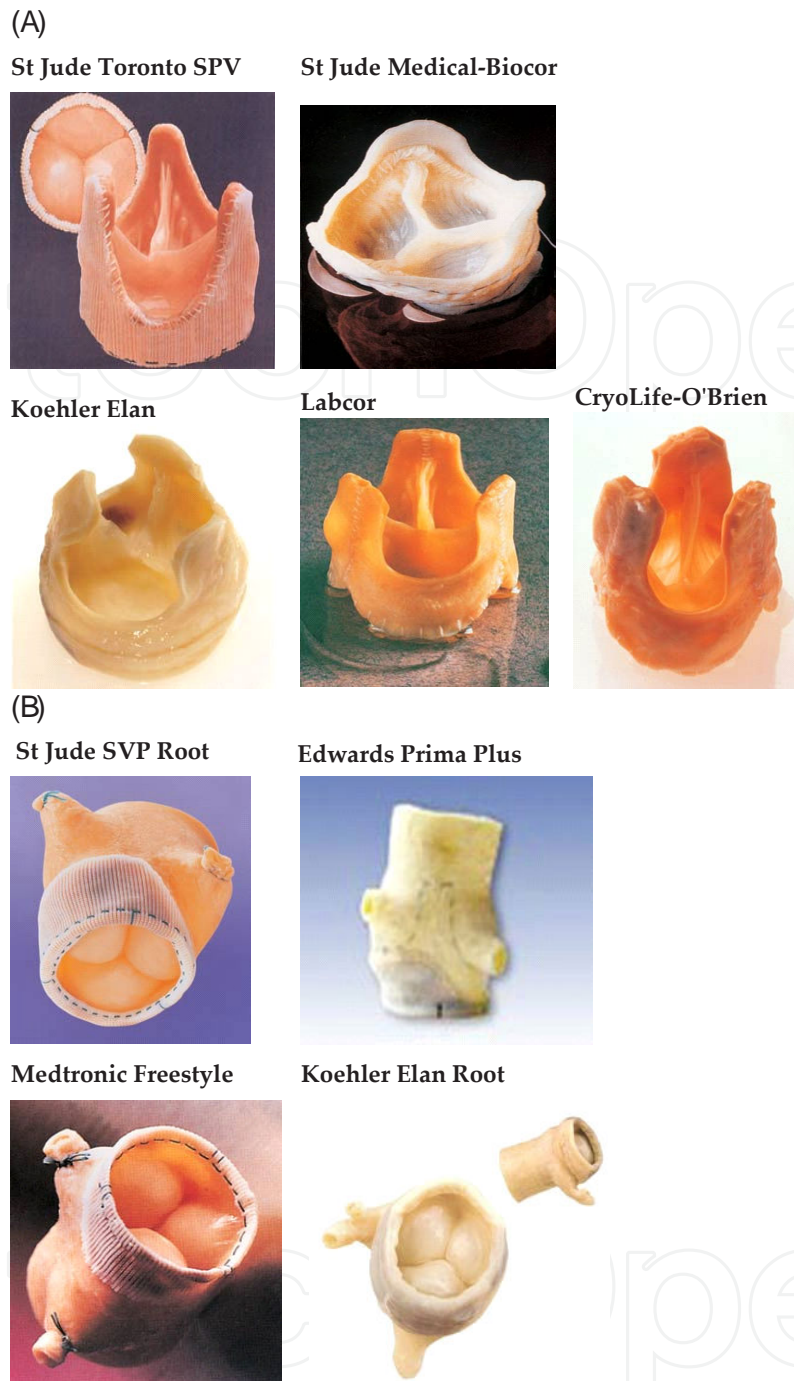 (A)
St Jude Toronto SPV
St Jude Medical-Biocor
Koehler Elan
Labcor
CryoLife-O'Brien
(B)
St Jude SVP Root
Edwards Prima Plus
Medtronic Freestyle
Koehler Elan Root